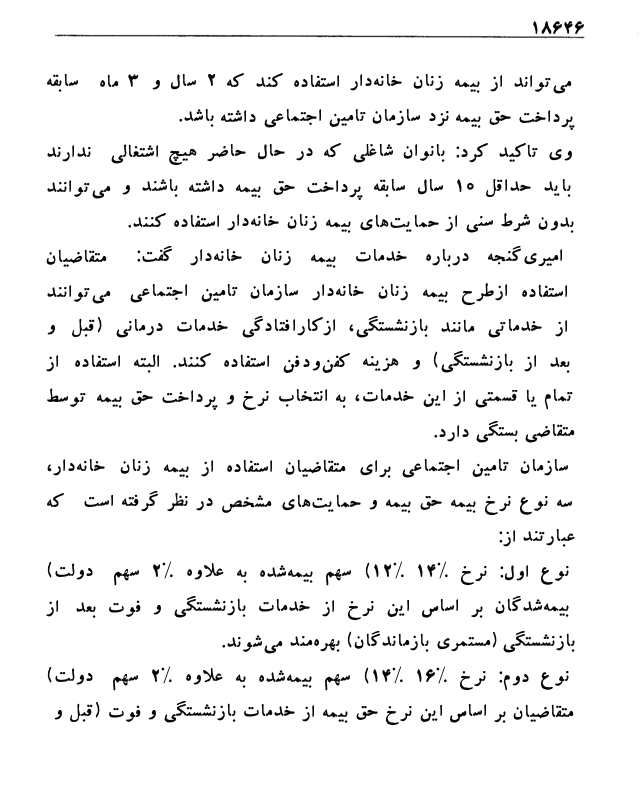 ۱۸۶۴۶
می‌تواند از بیمه زنان خانه‌دار استفاده کند که ۲ سال و ۳ ماه سابقه
پرداخت حق بیمه نزد سازمان تامین اجتماعی داشته باشد.
وی تاکید کرد: بانوان شاغلی که در حال حاضر هیچ اشتغالی ندارند
باید حداقل ۱۰ سال سابقه پرداخت حق بیمه داشته باشند و می‌توانند
بدون شرط سنی از حمایت‌های بیمه زنان خانه‌دار استفاده کنند.
امیری‌گنجه درباره خدمات بیمه زنان خانه‌دار گفت: متقاضیان
استفاده ازطرح بیمه زنان خانه‌دار سازمان تامین اجتماعی می‌توانند
از خدماتی مانند بازنشستگی، ازکارافتادگی خدمات درمانی (قبل و
بعد از بازنشستگی) و هزینه کفن‌ودفن استفاده کنند. البته استفاده از
تمام یا قسمتی از این خدمات، به انتخاب نرخ و پرداخت حق بیمه توسط
متقاضی بستگی دارد.
سازمان تامین اجتماعی برای متقاضیان استفاده از بیمه زنان خانه‌دار،
سه نوع نرخ بیمه حق بیمه و حمایت‌های مشخص در نظر گرفته است که
عبارتند از:
نوع اول: نرخ ۱۴٪ ۱۲٪) سهم بیمه‌شده به علاوه ۲٪ سهم دولت)
بیمه‌شدگان بر اساس این نرخ از خدمات بازنشستگی و فوت بعد از
بازنشستگی (مستمری بازماندگان) بهره‌مند می‌شوند.
نوع دوم: نرخ ۱۶٪ ۱۴٪) سهم بیمه‌شده به علاوه ۲٪ سهم دولت)
متقاضیان بر اساس این نرخ حق بیمه از خدمات بازنشستگی و فوت (قبل و